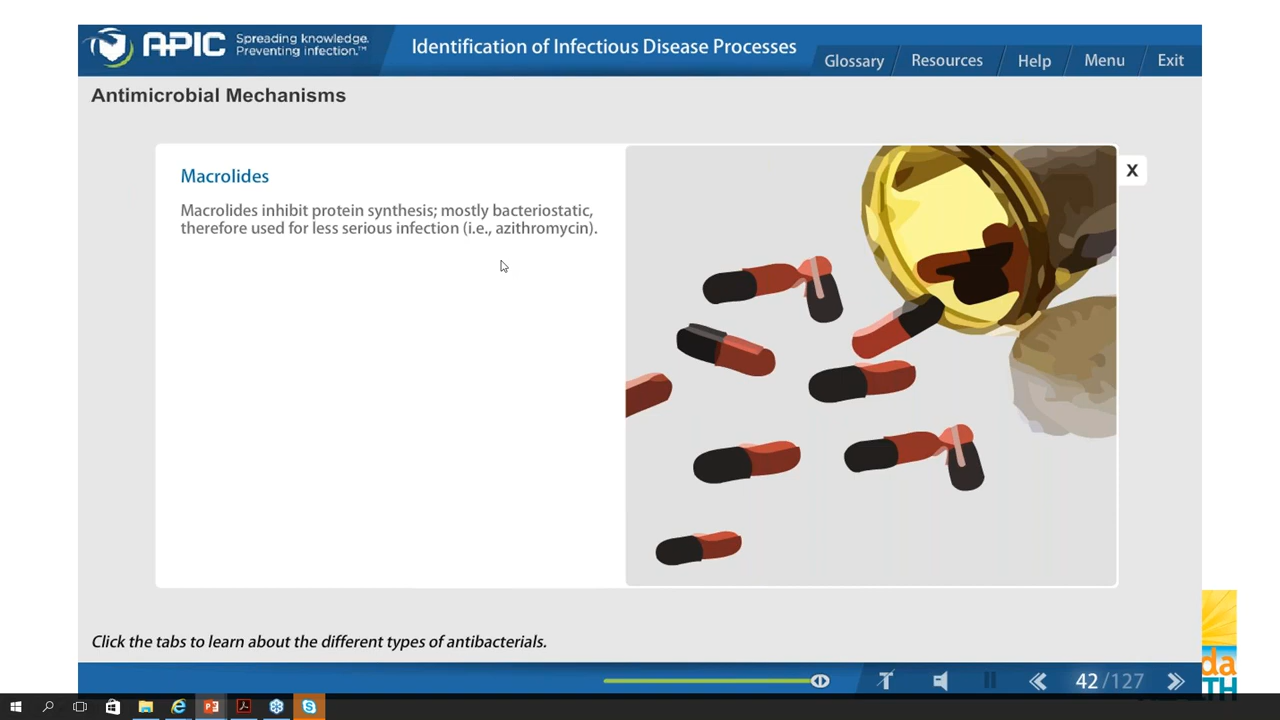 APIC
Spreading knowledge.
Preventing infection.™
Identification of Infectious Disease Processes
Glossary
Resources
Help
Menu
Exit
Antimicrobial Mechanisms
X
Macrolides
Macrolides inhibit protein synthesis; mostly bacteriostatic,
therefore used for less serious infection (i.e., azithromycin).
Click the tabs to learn about the different types of antibacterials.
42/127
da